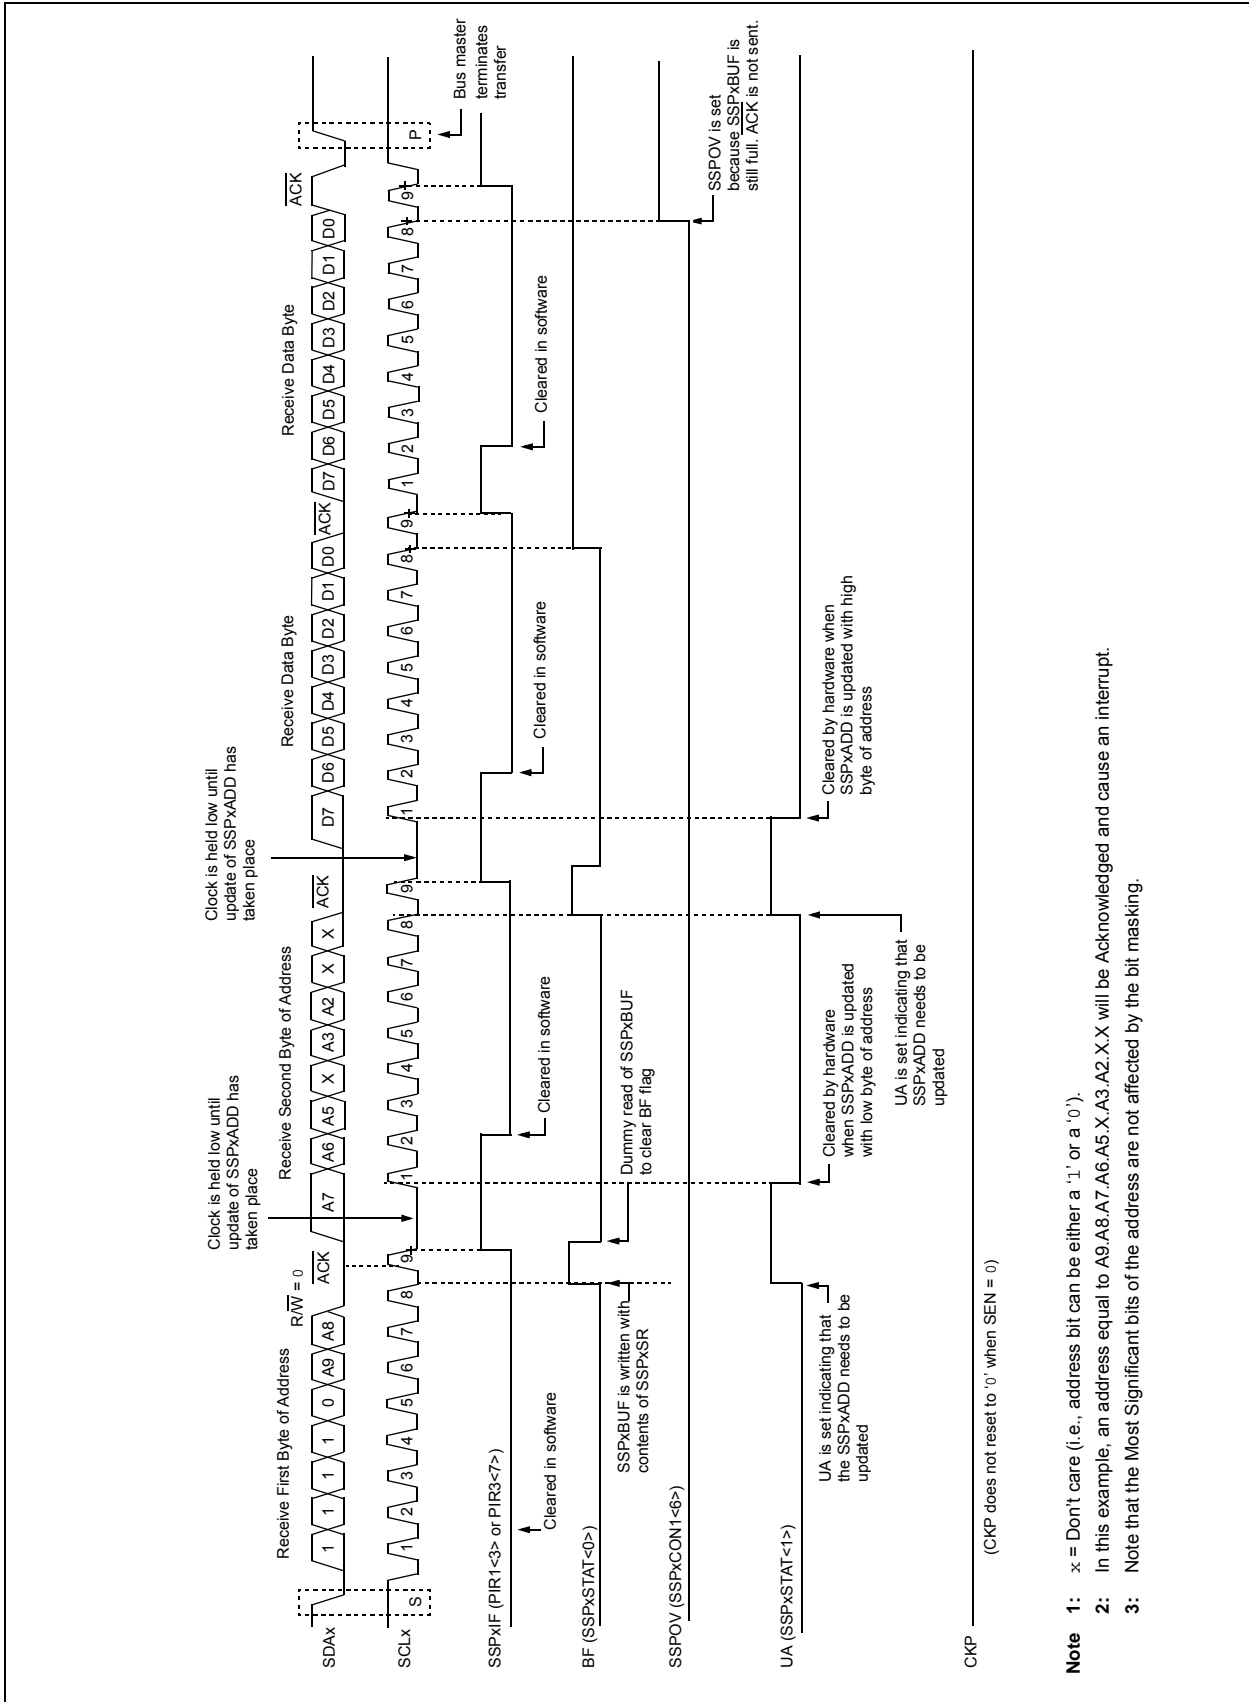 Receive First Byte of Address
R/W = 0
ACK
Clock is held low until
update of SSPxADD has
taken place
Receive Second Byte of Address
ACK
Clock is held low until
update of SSPxADD has
taken place
Receive Data Byte
ACK
Receive Data Byte
ACK
SDAx
1 1 1 1 0 A9 A8 A7 A6 A5 X A3 A2 X X D7 D6 D5 D4 D3 D2 D1 D0 D7 D6 D5 D4 D3 D2 D1 D0
SCLx
S 1 2 3 4 5 6 7 8 9 1 2 3 4 5 6 7 8 9 1 2 3 4 5 6 7 8 9 1 2 3 4 5 6 7 8 9 P
Bus master
terminates
transfer
SSPxIF (PIR1<3> or PIR3<7>)
Cleared in software
Cleared in software
Cleared in software
Cleared in software
BF (SSPxSTAT<0>)
SSPxBUF is written with
contents of SSPxSR
Dummy read of SSPxBUF
to clear BF flag
SSPOV (SSPxCON1<6>)
SSPOV is set
because SSPxBUF is
still full. ACK is not sent.
UA (SSPxSTAT<1>)
UA is set indicating that
the SSPxADD needs to be
updated
Cleared by hardware
when SSPxADD is updated
with low byte of address
UA is set indicating that
SSPxADD needs to be
updated
Cleared by hardware when
SSPxADD is updated with high
byte of address
CKP
(CKP does not reset to ‘0’ when SEN = 0)
Note 1: x = Don't care (i.e., address bit can be either a ‘1’ or a ‘0’).
2: In this example, an address equal to A9.A8.A7.A6.A5.X.A3.A2.X.X will be Acknowledged and cause an interrupt.
3: Note that the Most Significant bits of the address are not affected by the bit masking.